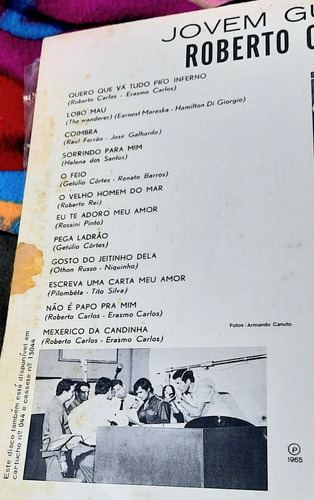 JOVEM GU
ROBERTO C
QUERO QUE VÁ TUDO PRO INFERNO
(Roberto Carlos - Erasmo Carlos)
LOBO MAU
(The wanderer) (Earnest Mareska - Hamilton Di Giorgio)
COIMBRA
(Raul Ferrão - José Galhardo)
SORRINDO PARA MIM
(Helena dos Santos)
O FEIO
(Getúlio Côrtes - Renato Barros)
O VELHO HOMEM DO MAR
(Roberto Rei)
EU TE ADORO MEU AMOR
(Rossini Pinto)
PEGA LADRÃO
(Getúlio Côrtes)
GOSTO DO JEITINHO DELA
(Othon Russo - Niquinho)
ESCREVA UMA CARTA MEU AMOR
(Pilombêta - Tito Silva)
NÃO É PAPO PRA MIM
(Roberto Carlos - Erasmo Carlos)
MEXERICO DA CANDINHA
(Roberto Carlos - Erasmo Carlos)
Fotos: Armando Canuto.
Este disco também está disponível em
cartucho nº 044 e cassete nº 15044
P
1965